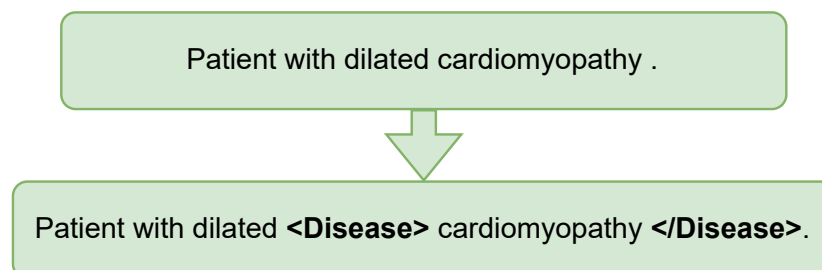 Patient with dilated cardiomyopathy .
Patient with dilated <Disease> cardiomyopathy </Disease>.